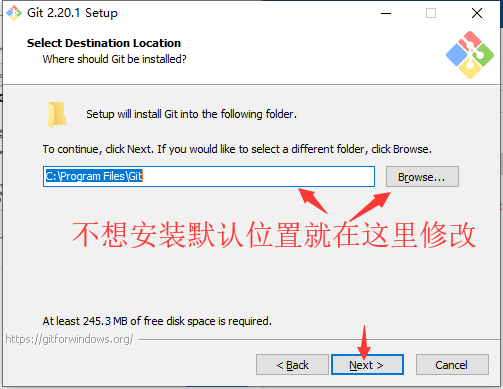 Git 2.20.1 Setup
Select Destination Location
Where should Git be installed?
Setup will install Git into the following folder.
To continue, click Next. If you would like to select a different folder, click Browse.
C:\Program Files\Git
Browse...
不想安装默认位置就在这里修改
At least 245.3 MB of free disk space is required.
https://gitforwindows.org/
< Back
Next >
Cancel